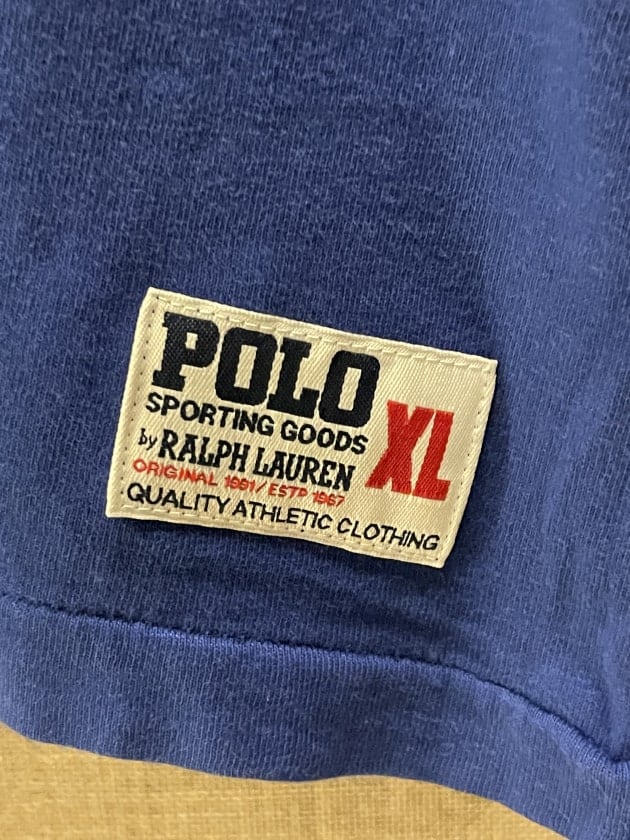 POLO
SPORTING GOODS
by RALPH LAUREN
XL
ORIGINAL 1991/ESTD 1967
QUALITY ATHLETIC CLOTHING